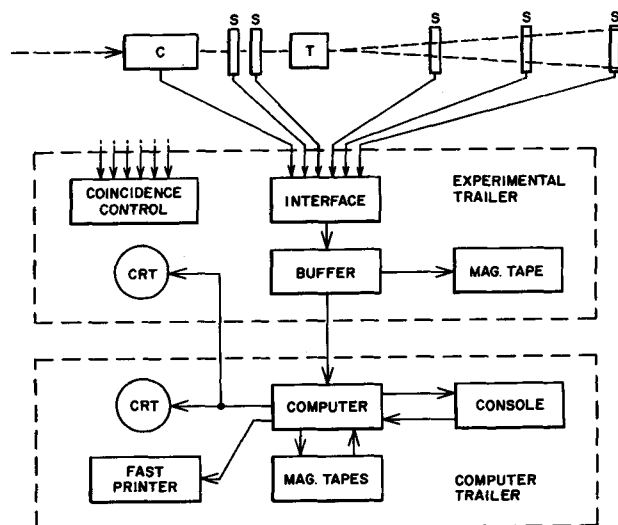 S S S S S
C T
COINCIDENCE
CONTROL
INTERFACE
EXPERIMENTAL
TRAILER
CRT
BUFFER
MAG. TAPE
CRT
COMPUTER
CONSOLE
FAST
PRINTER
MAG. TAPES
COMPUTER
TRAILER